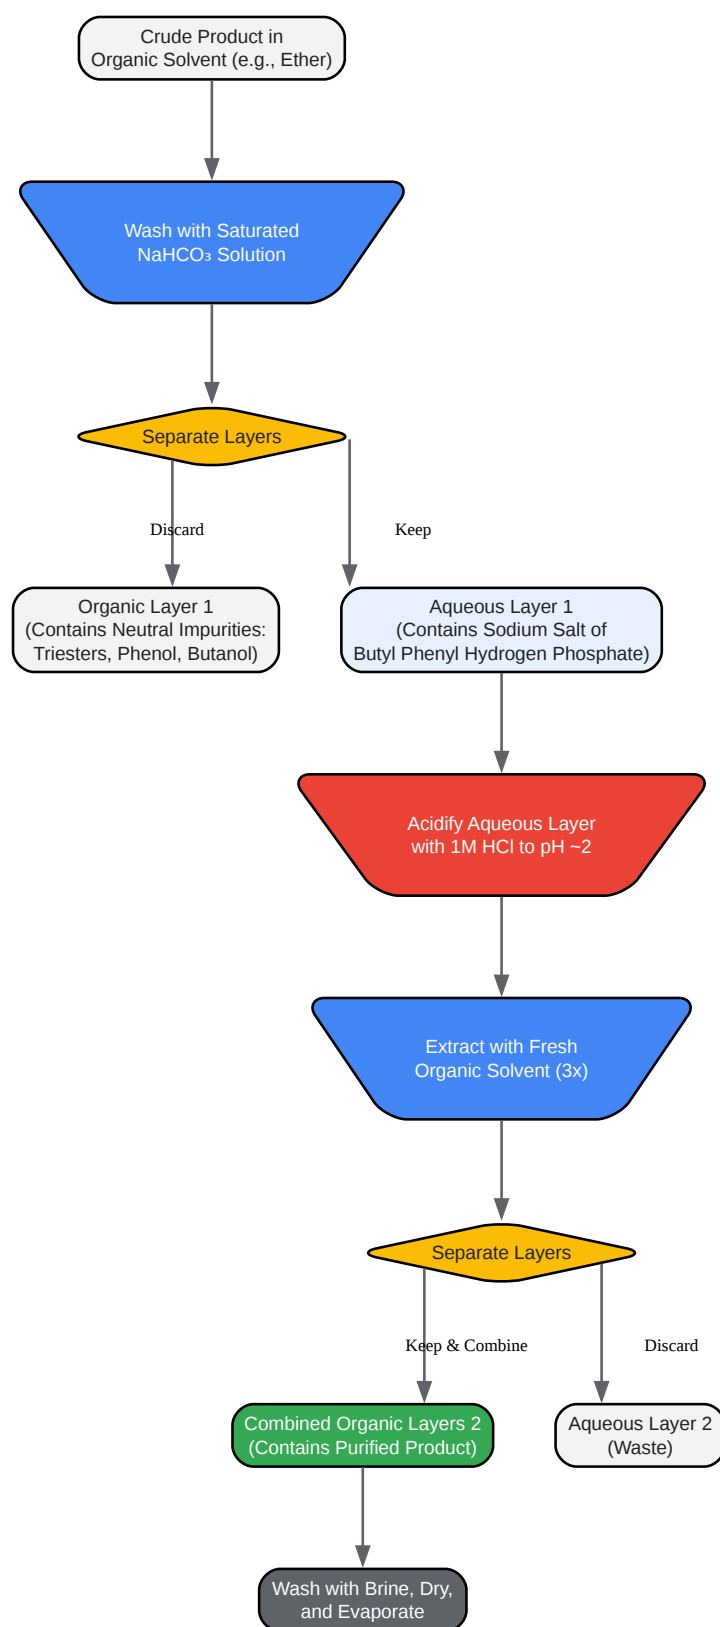 Crude Product in
Organic Solvent (e.g., Ether)
Wash with Saturated
NaHCO₃ Solution
Separate Layers
Discard
Keep
Organic Layer 1
(Contains Neutral Impurities:
Triesters, Phenol, Butanol)
Aqueous Layer 1
(Contains Sodium Salt of
Butyl Phenyl Hydrogen Phosphate)
Acidify Aqueous Layer
with 1M HCl to pH ~2
Extract with Fresh
Organic Solvent (3x)
Separate Layers
Keep & Combine
Discard
Combined Organic Layers 2
(Contains Purified Product)
Aqueous Layer 2
(Waste)
Wash with Brine, Dry,
and Evaporate